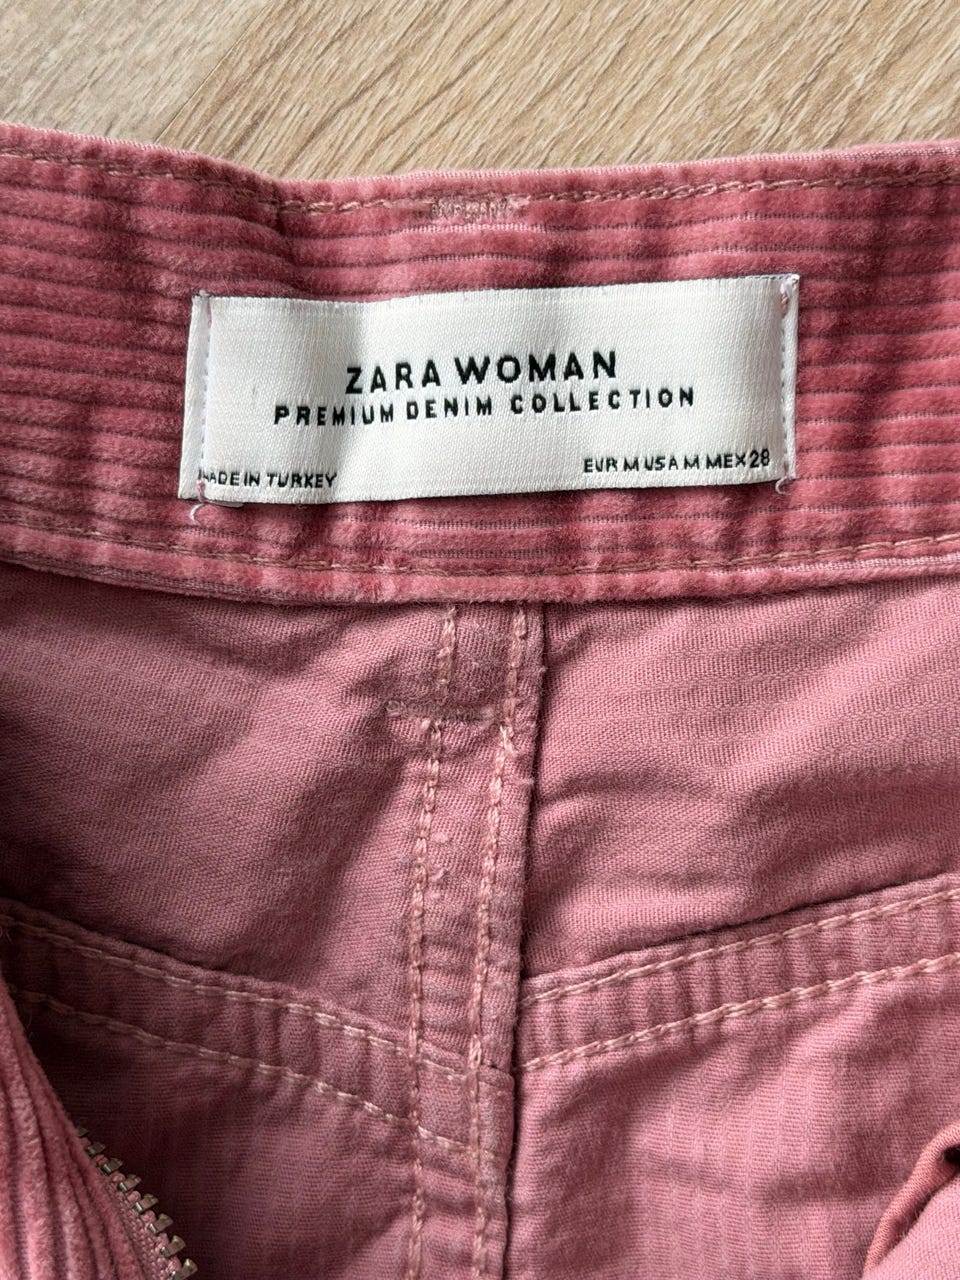 ZARA WOMAN
PREMIUM DENIM COLLECTION
MADE IN TURKEY
EUR M USA M MEX 28